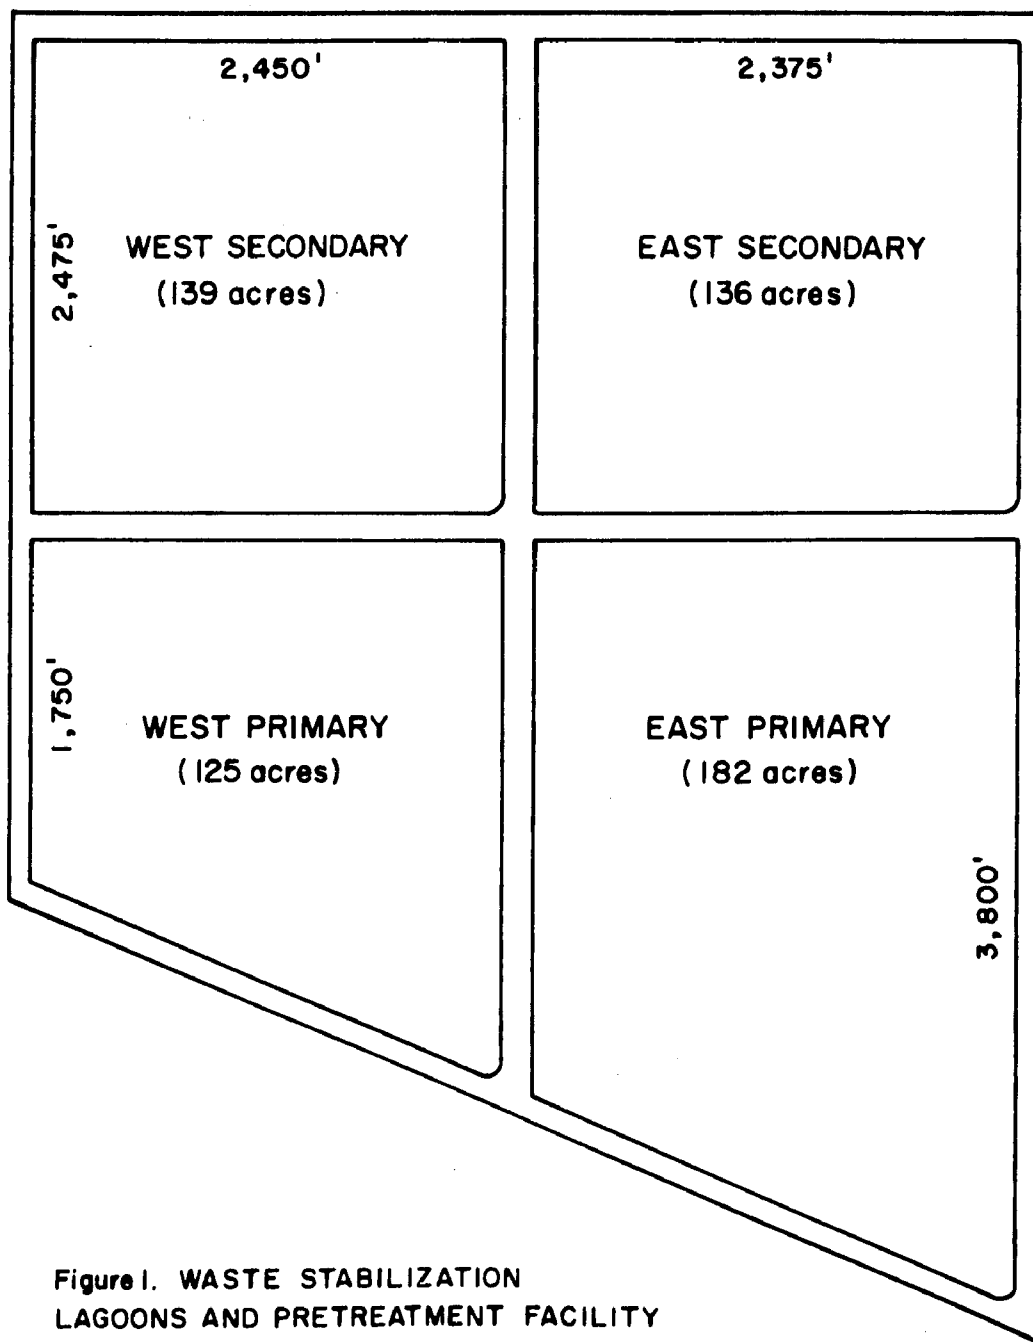 2,450'
2,375'
2,475'
WEST SECONDARY
(139 acres)
EAST SECONDARY
(136 acres)
1,750'
WEST PRIMARY
(125 acres)
EAST PRIMARY
(182 acres)
3,800'
Figure 1. WASTE STABILIZATION
LAGOONS AND PRETREATMENT FACILITY